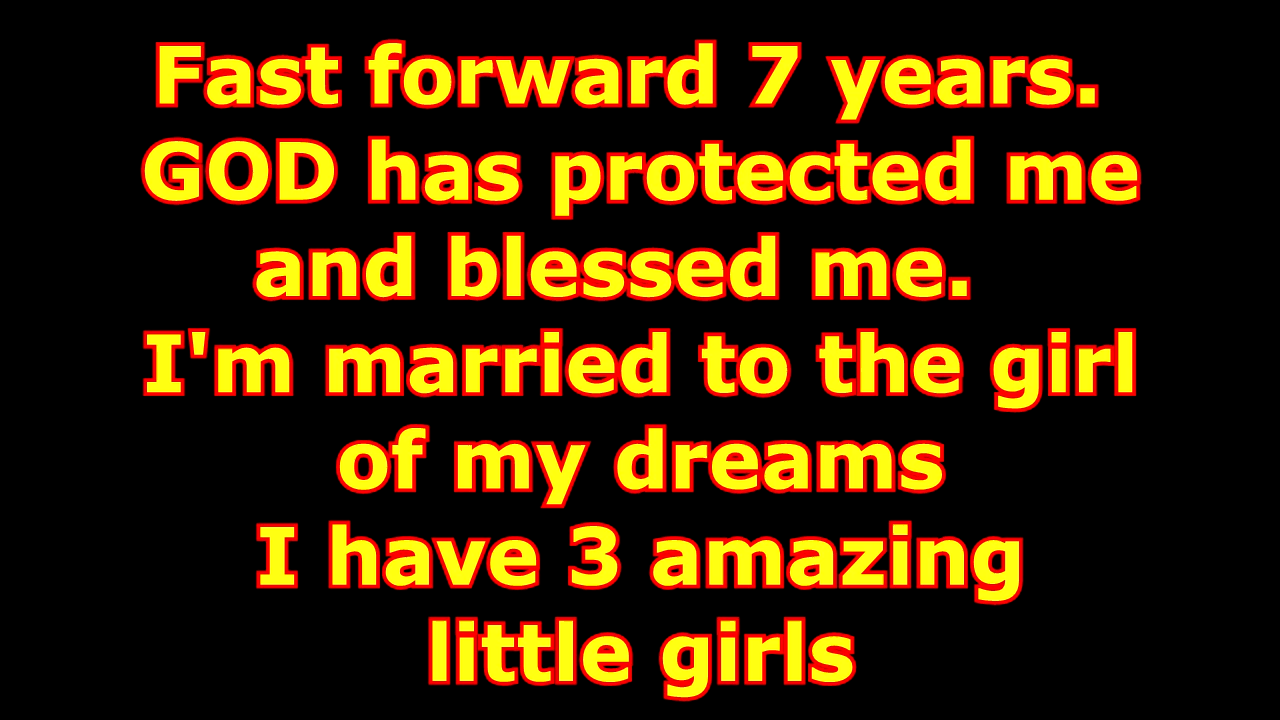 Fast forward 7 years.
GOD has protected me
and blessed me.
I'm married to the girl
of my dreams
I have 3 amazing
little girls